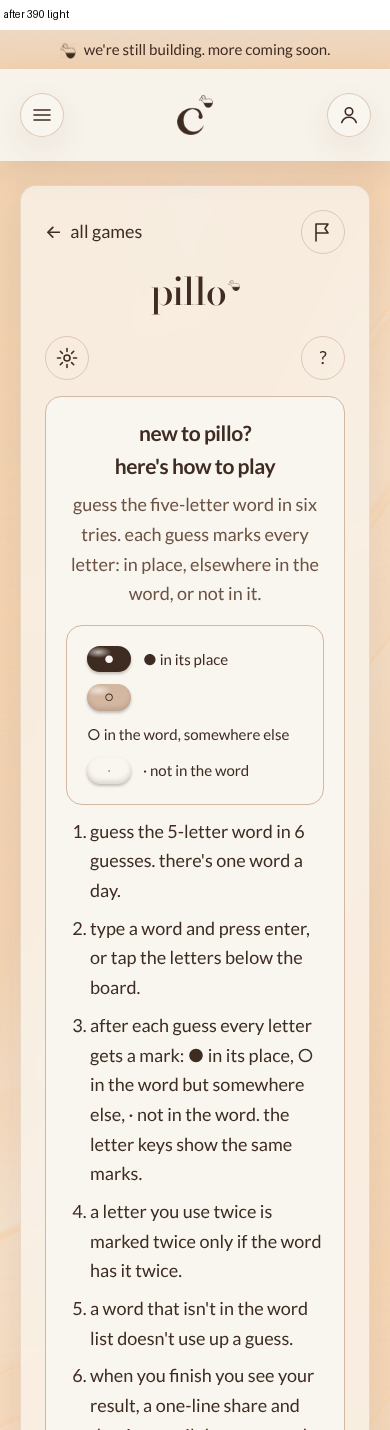 after 390 light
we're still building. more coming soon.
c
← all games
pillo
?
new to pillo?
here's how to play
guess the five-letter word in six
tries. each guess marks every
letter: in place, elsewhere in the
word, or not in it.
● in its place
○ in the word, somewhere else
· not in the word
1. guess the 5-letter word in 6
guesses. there's one word a
day.
2. type a word and press enter,
or tap the letters below the
board.
3. after each guess every letter
gets a mark: ● in its place, ○
in the word but somewhere
else, · not in the word. the
letter keys show the same
marks.
4. a letter you use twice is
marked twice only if the word
has it twice.
5. a word that isn't in the word
list doesn't use up a guess.
6. when you finish you see your
result, a one-line share and